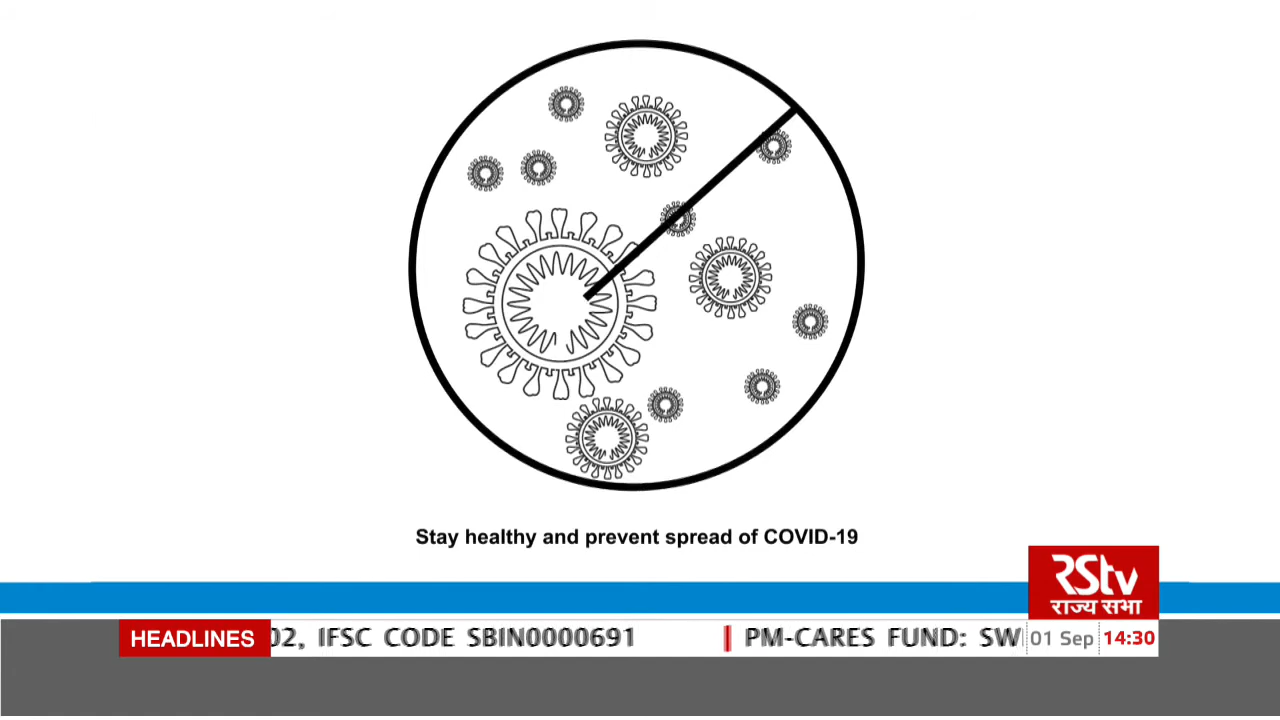 Stay healthy and prevent spread of COVID-19
RStv
राज्य सभा
HEADLINES
02, IFSC CODE SBIN0000691 | PM-CARES FUND:
01 Sep
14:30